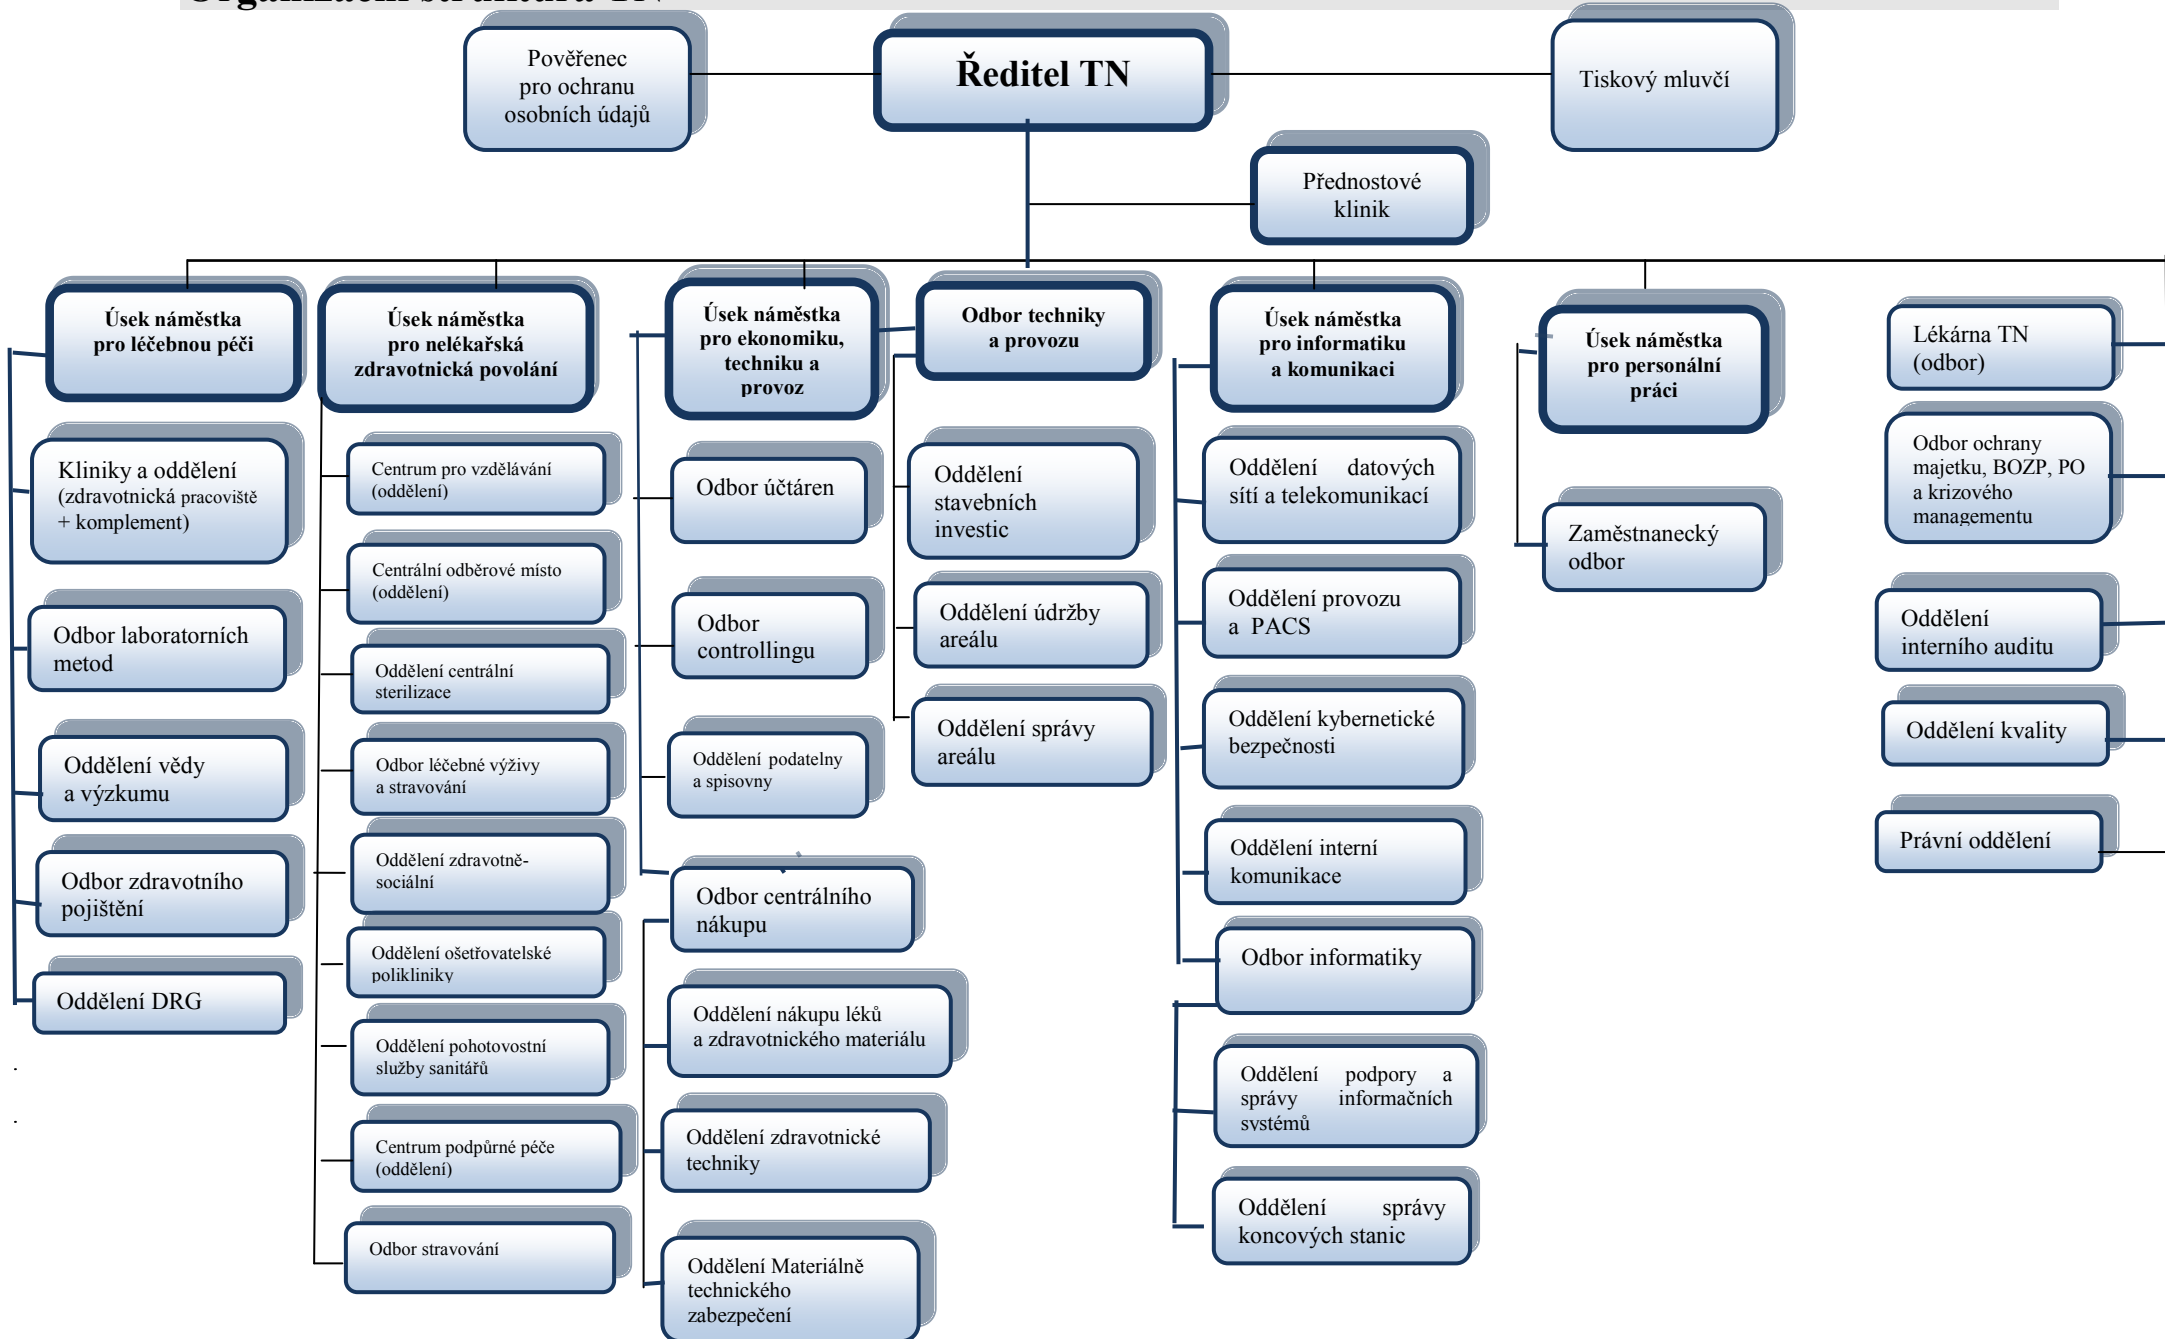 Organizační struktura TN
Pověřenec
pro ochranu
osobních údajů
Ředitel TN
Tiskový mluvčí
Přednostové
klinik
Úsek náměstka
pro léčebnou péči
Kliniky a oddělení
(zdravotnická pracoviště
+ komplement)
Odbor laboratorních
metod
Oddělení vědy
a výzkumu
Odbor zdravotního
pojištění
Oddělení DRG
Úsek náměstka
pro nelékařská
zdravotnická povolání
Centrum pro vzdělávání
(oddělení)
Centrální odběrové místo
(oddělení)
Oddělení centrální
sterilizace
Odbor léčebné výživy
a stravování
Oddělení zdravotně-
sociální
Oddělení ošetřovatelské
polikliniky
Oddělení pohotovostní
služby sanitářů
Centrum podpůrné péče
(oddělení)
Odbor stravování
Úsek náměstka
pro ekonomiku,
techniku a
provoz
Odbor účtáren
Odbor
controllingu
Oddělení podatelny
a spisovny
Odbor centrálního
nákupu
Oddělení nákupu léků
a zdravotnického materiálu
Oddělení zdravotnické
techniky
Oddělení Materiálně
technického
zabezpečení
Odbor techniky
a provozu
Oddělení
stavebních
investic
Oddělení údržby
areálu
Oddělení správy
areálu
Úsek náměstka
pro informatiku
a komunikaci
Oddělení datových
sítí a telekomunikací
Oddělení provozu
a PACS
Oddělení kybernetické
bezpečnosti
Oddělení interní
komunikace
Odbor informatiky
Oddělení podpory a
správy informačních
systémů
Oddělení správy
koncových stanic
Úsek náměstka
pro personální
práci
Zaměstnanecký
odbor
Lékárna TN
(odbor)
Odbor ochrany
majetku, BOZP, PO
a krizového
managementu
Oddělení
interního auditu
Oddělení kvality
Právní oddělení